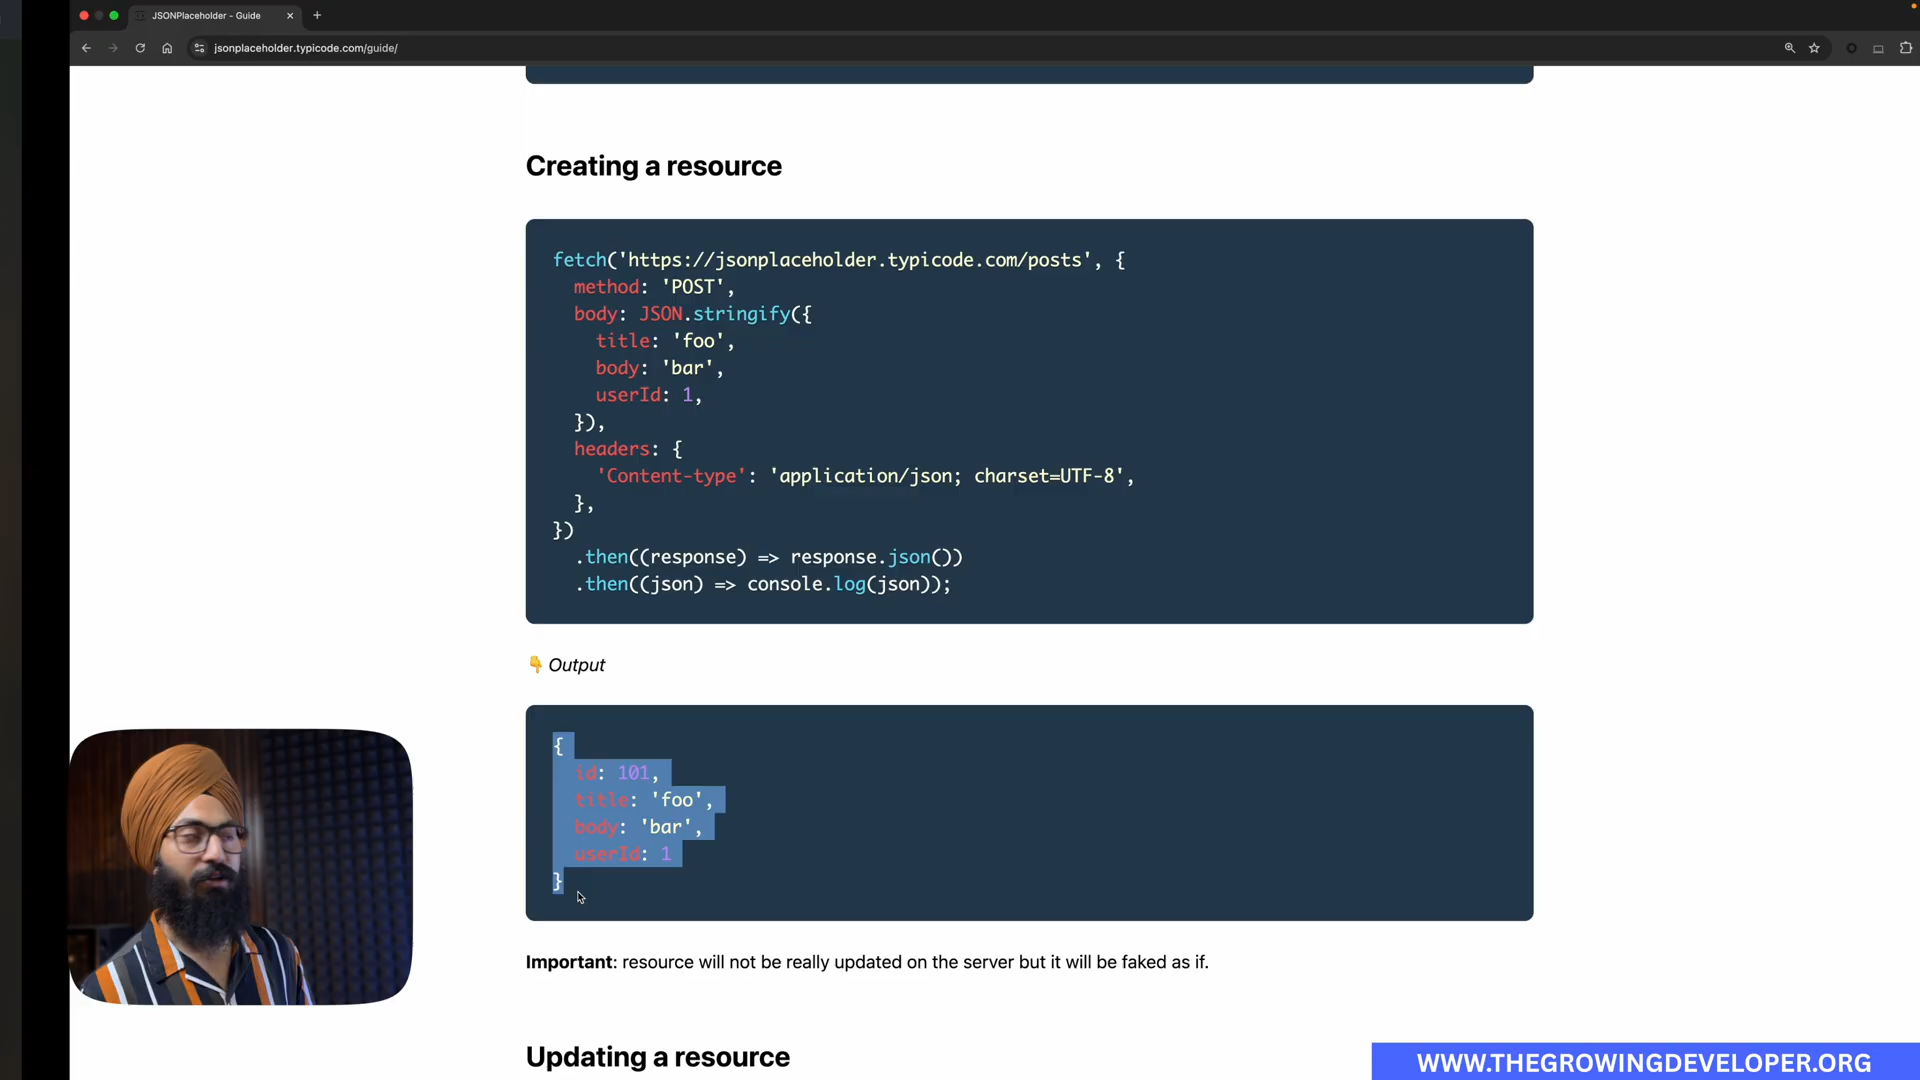 JSONPlaceholder - Guide
jsonplaceholder.typicode.com/guide/
Creating a resource
fetch('https://jsonplaceholder.typicode.com/posts', {
  method: 'POST',
  body: JSON.stringify({
    title: 'foo',
    body: 'bar',
    userId: 1,
  }),
  headers: {
    'Content-type': 'application/json; charset=UTF-8',
  },
})
  .then((response) => response.json())
  .then((json) => console.log(json));
👇 Output
{
  id: 101,
  title: 'foo',
  body: 'bar',
  userId: 1
}
Important: resource will not be really updated on the server but it will be faked as if.
Updating a resource
WWW.THEGROWINGDEVELOPER.ORG